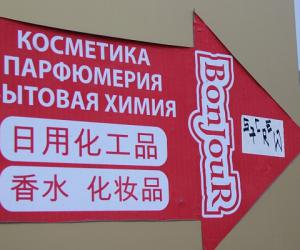 КОСМЕТИКА
ПАРФЮМЕРИЯ
ЫТОВАЯ ХИМИЯ
日用化工品
香水 化妆品
BonJouR